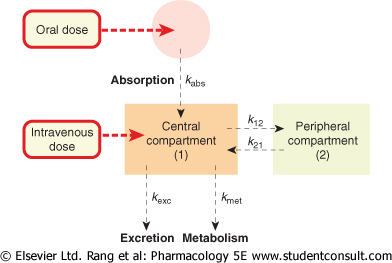 Oral dose
Absorption
kabs
Intravenous
dose
Central
compartment
(1)
k12
k21
Peripheral
compartment
(2)
kexc
kmet
Excretion
Metabolism
© Elsevier Ltd. Rang et al: Pharmacology 5E www.studentconsult.com